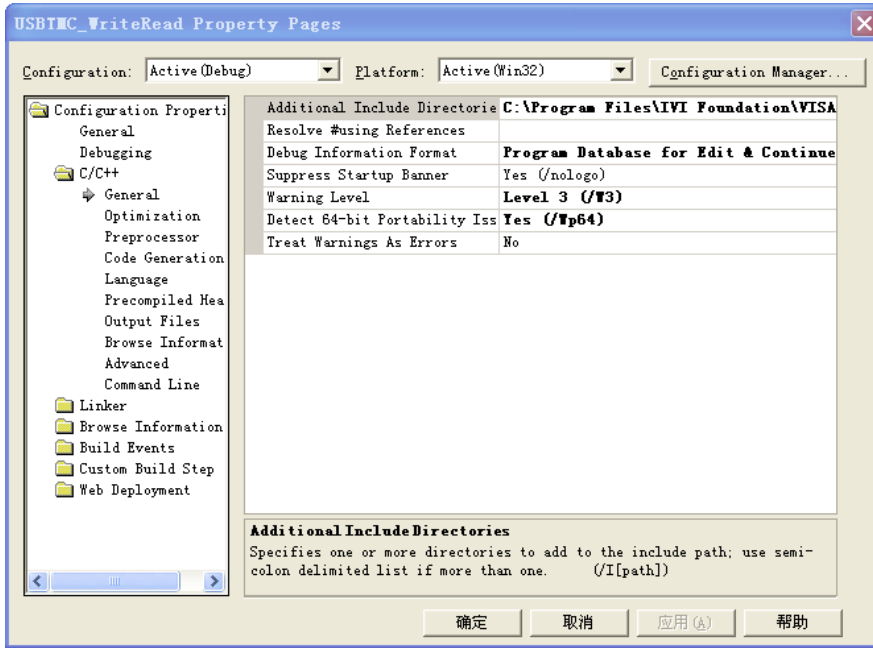 USBTMC_WriteRead Property Pages
Configuration: Active(Debug) Platform: Active(Win32) Configuration Manager...
Configuration Properti
General
Debugging
C/C++
General
Optimization
Preprocessor
Code Generation
Language
Precompiled Hea
Output Files
Browse Informat
Advanced
Command Line
Linker
Browse Information
Build Events
Custom Build Step
Web Deployment
Additional Include Directorie C:\Program Files\IVI Foundation\VISA
Resolve #using References
Debug Information Format Program Database for Edit & Continue
Suppress Startup Banner Yes (/nologo)
Warning Level Level 3 (/W3)
Detect 64-bit Portability Iss Yes (/Wp64)
Treat Warnings As Errors No
Additional Include Directories
Specifies one or more directories to add to the include path; use semi-
colon delimited list if more than one. (/I[path])
确定 取消 应用(A) 帮助